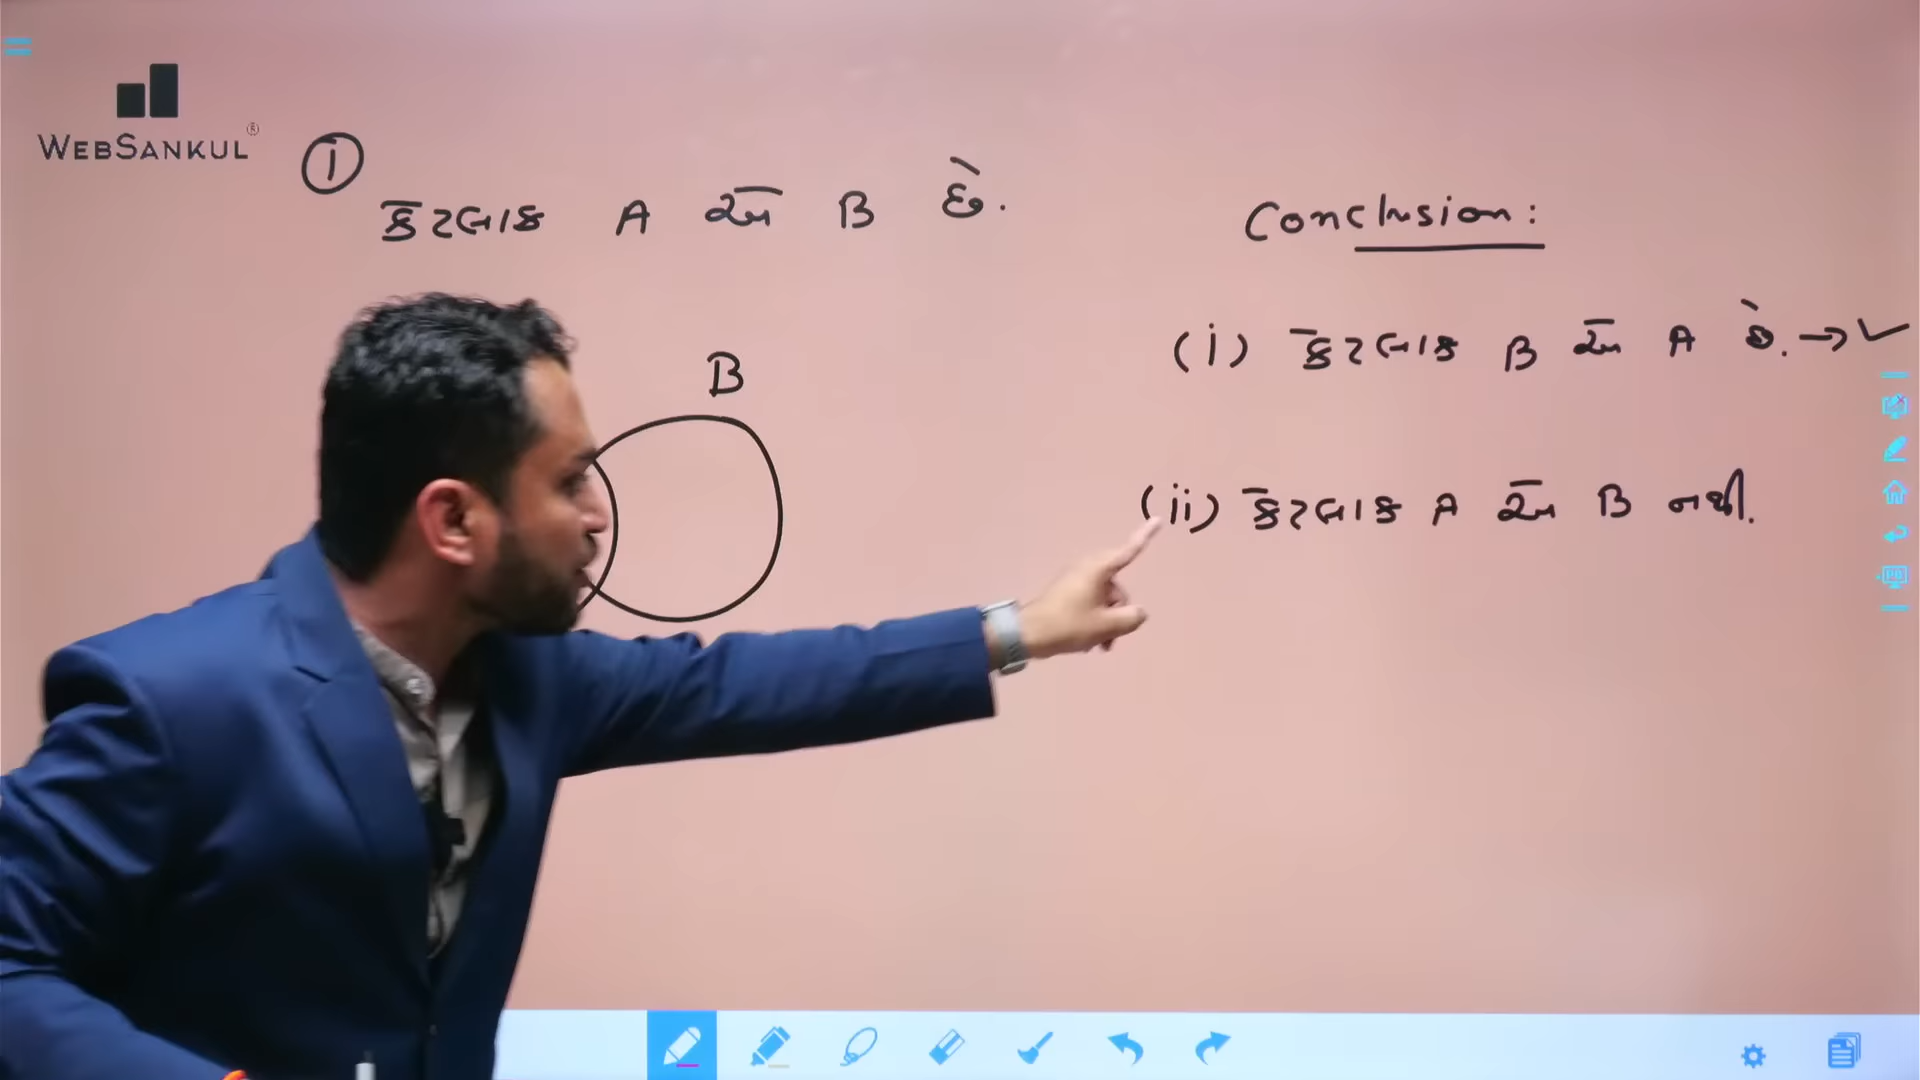 WEBSANKUL®
① કેટલાક A એ B છે.
B
Conclusion:
(i) કેટલાક B એ A છે. → ✓
(ii) કેટલાક A એ B નથી.